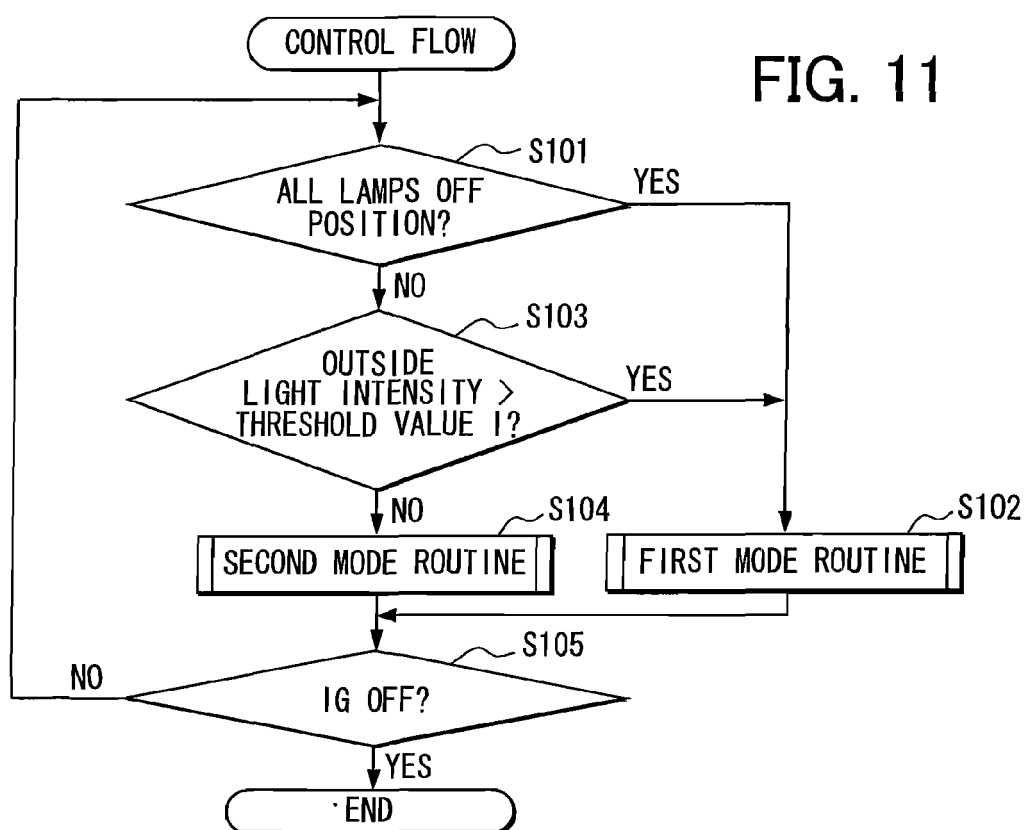 CONTROL FLOW
FIG. 11
S101
ALL LAMPS OFF
POSITION?
YES
NO
S103
OUTSIDE
LIGHT INTENSITY >
THRESHOLD VALUE I?
YES
NO
S104
SECOND MODE ROUTINE
S102
FIRST MODE ROUTINE
S105
IG OFF?
NO
YES
END